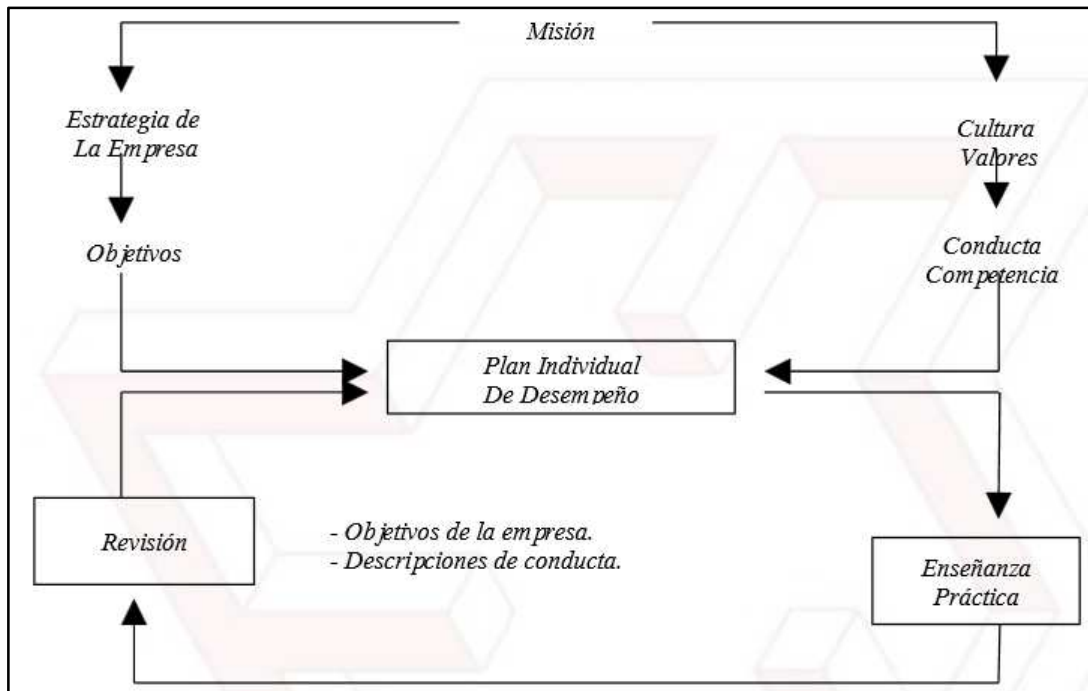 Misión
Estrategia de
La Empresa
Cultura
Valores
Objetivos
Conducta
Competencia
Plan Individual
De Desempeño
Revisión
- Objetivos de la empresa.
- Descripciones de conducta.
Enseñanza
Práctica